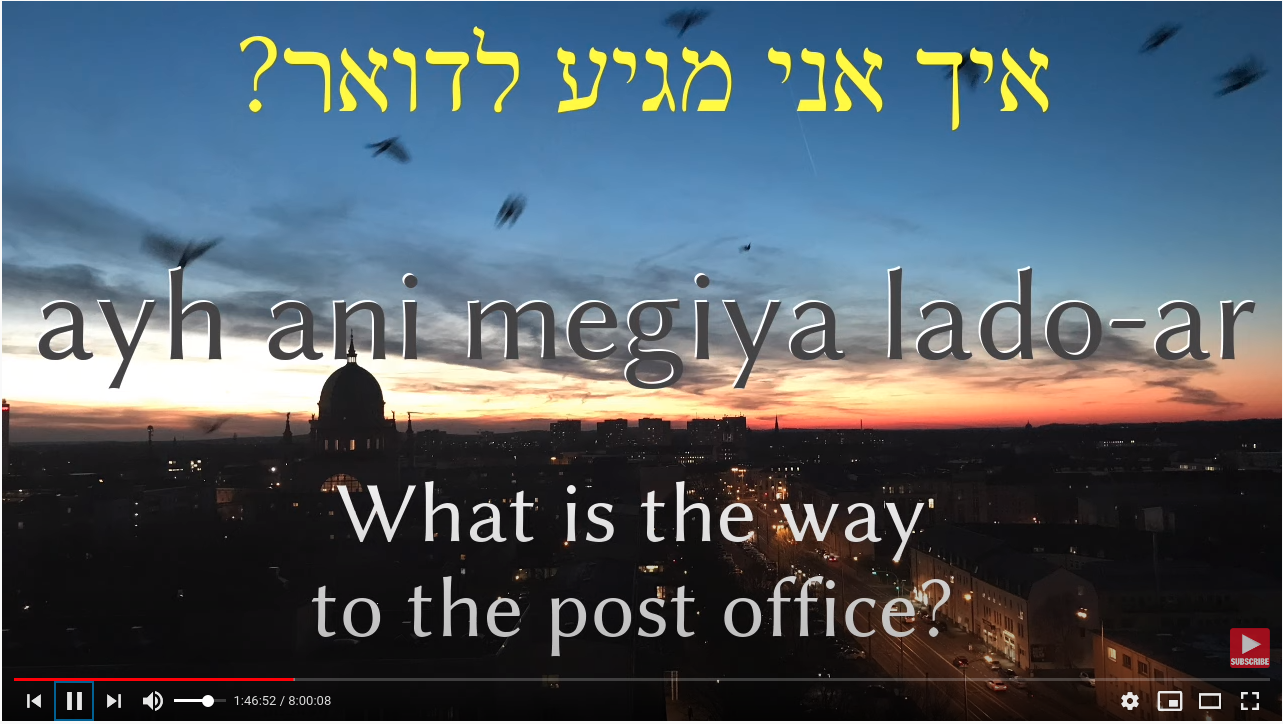 איך אני מגיע לדואר?
ayh ani megiya lado-ar
What is the way
to the post office?
SUBSCRIBE
1:46:52 / 8:00:08